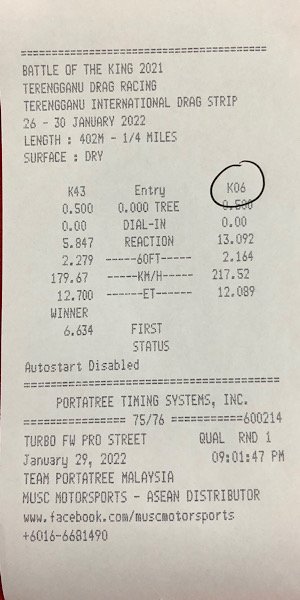 =====================================
BATTLE OF THE KING 2021
TERENGGANU DRAG RACING
TERENGGANU INTERNATIONAL DRAG STRIP
26 - 30 JANUARY 2022
LENGTH : 402M - 1/4 MILES
SURFACE : DRY
K43 Entry K06
0.500 0.000 TREE 0.500
0.00 DIAL-IN 0.00
5.847 REACTION 13.092
2.279 -----60FT----- 2.164
179.67 -----KM/H----- 217.52
12.700 ------ET------ 12.089
WINNER
6.634 FIRST
STATUS
Autostart Disabled
=====================================
PORTATREE TIMING SYSTEMS, INC.
=============== 75/76 ===========600214
TURBO FW PRO STREET QUAL RND 1
January 29, 2022 09:01:47 PM
TEAM PORTATREE MALAYSIA
MUSC MOTORSPORTS - ASEAN DISTRIBUTOR
www.facebook.com/muscmotorsports
+6016-6681490